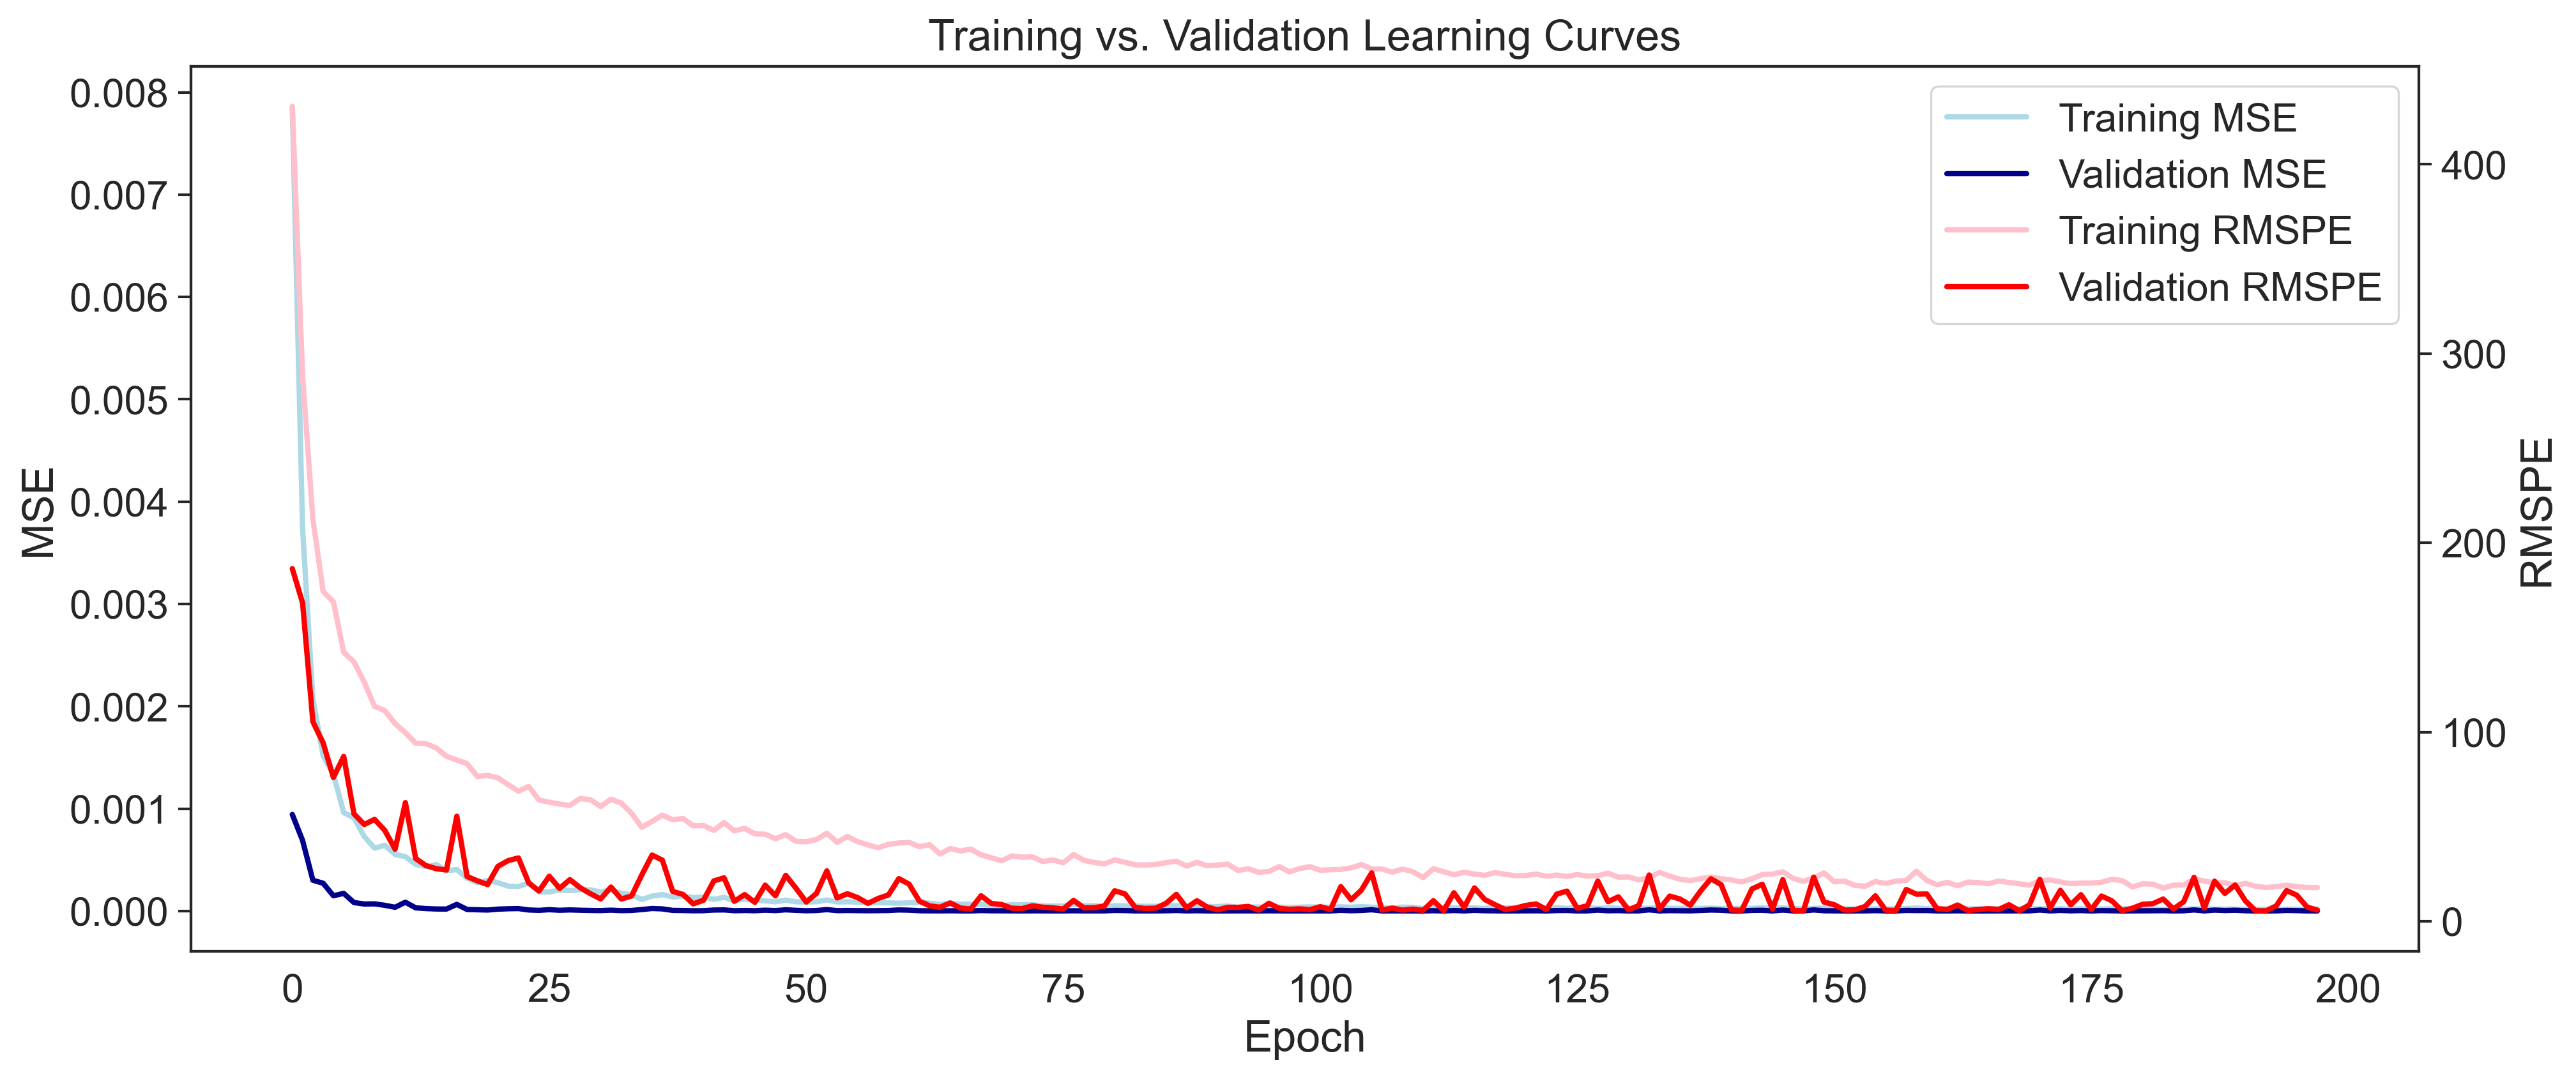 Training vs. Validation Learning Curves
0.008
0.007
0.006
0.005
0.004
0.003
0.002
0.001
0.000
MSE
Training MSE
Validation MSE
Training RMSPE
Validation RMSPE
400
300
200
100
0
RMSPE
0 25 50 75 100 125 150 175 200
Epoch